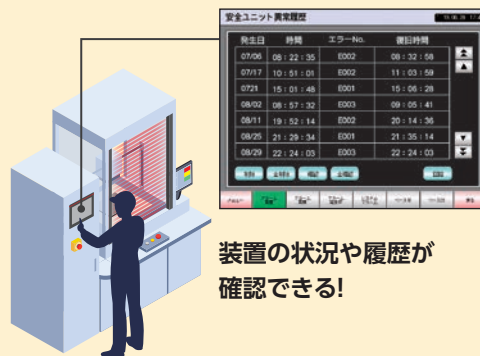 安全ユニット異常履歴
発生日 時間 エラーNo. 復旧時間
07/06 08:22:35 E002 08:32:58
07/17 10:51:01 E002 11:03:59
0721 15:01:48 E001 15:06:28
08/02 08:57:32 E003 09:05:41
08/11 19:52:14 E002 20:14:36
08/25 21:29:34 E001 21:35:14
08/29 22:24:03 E003 22:24:03
装置の状況や履歴が
確認できる!